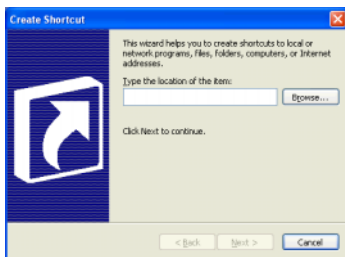 Create Shortcut
This wizard helps you to create shortcuts to local or
network programs, files, folders, computers, or Internet
addresses.
Type the location of the item:
Browse...
Click Next to continue.
< Back
Next >
Cancel